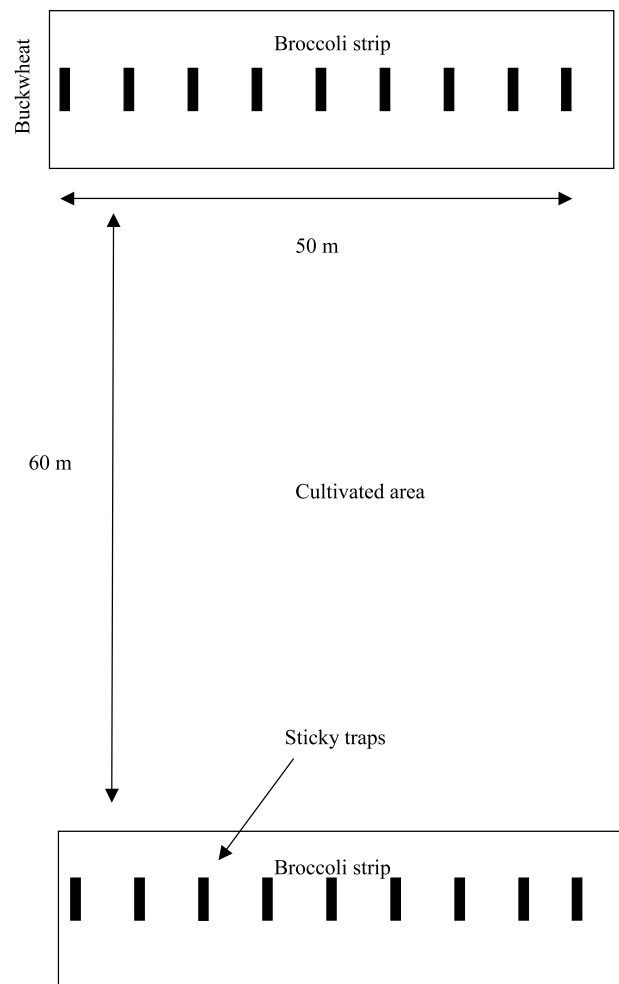 Broccoli strip
Buckwheat
50 m
60 m
Cultivated area
Sticky traps
Broccoli strip